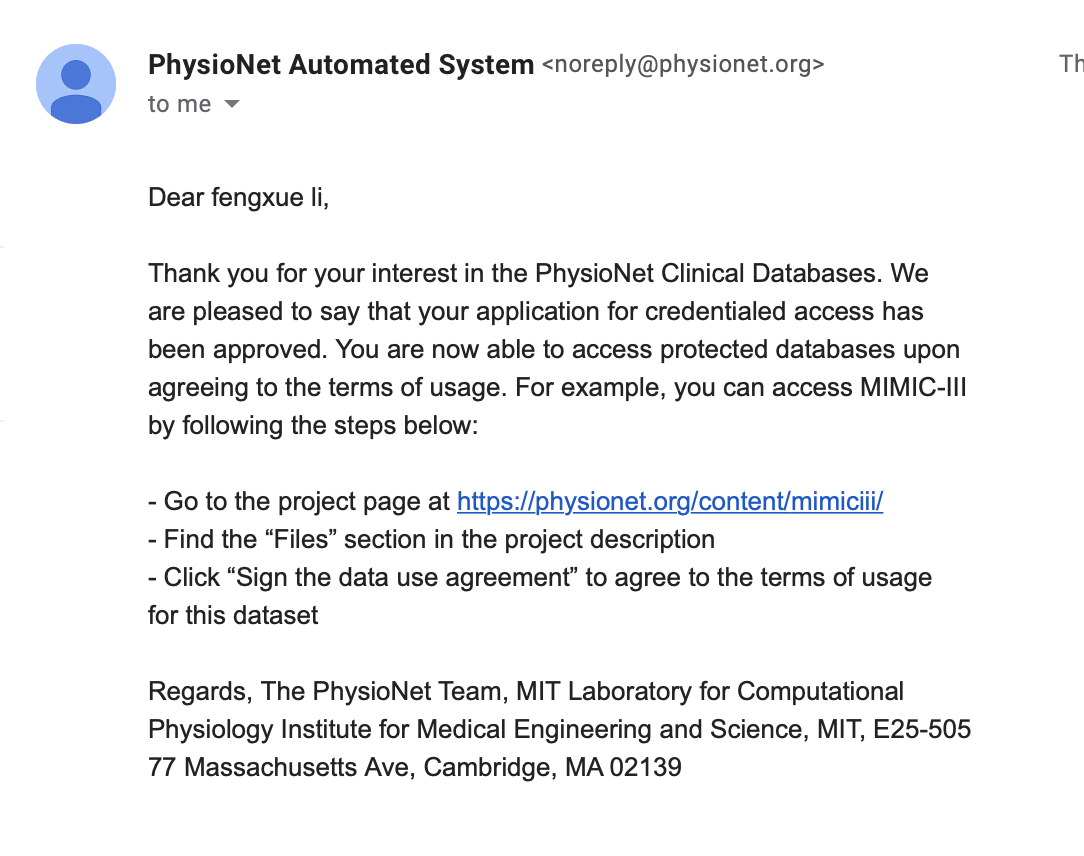 PhysioNet Automated System <noreply@physionet.org>
to me
Dear fengxue li,
Thank you for your interest in the PhysioNet Clinical Databases. We
are pleased to say that your application for credentialed access has
been approved. You are now able to access protected databases upon
agreeing to the terms of usage. For example, you can access MIMIC-III
by following the steps below:
- Go to the project page at https://physionet.org/content/mimiciii/
- Find the “Files” section in the project description
- Click “Sign the data use agreement” to agree to the terms of usage
for this dataset
Regards, The PhysioNet Team, MIT Laboratory for Computational
Physiology Institute for Medical Engineering and Science, MIT, E25-505
77 Massachusetts Ave, Cambridge, MA 02139